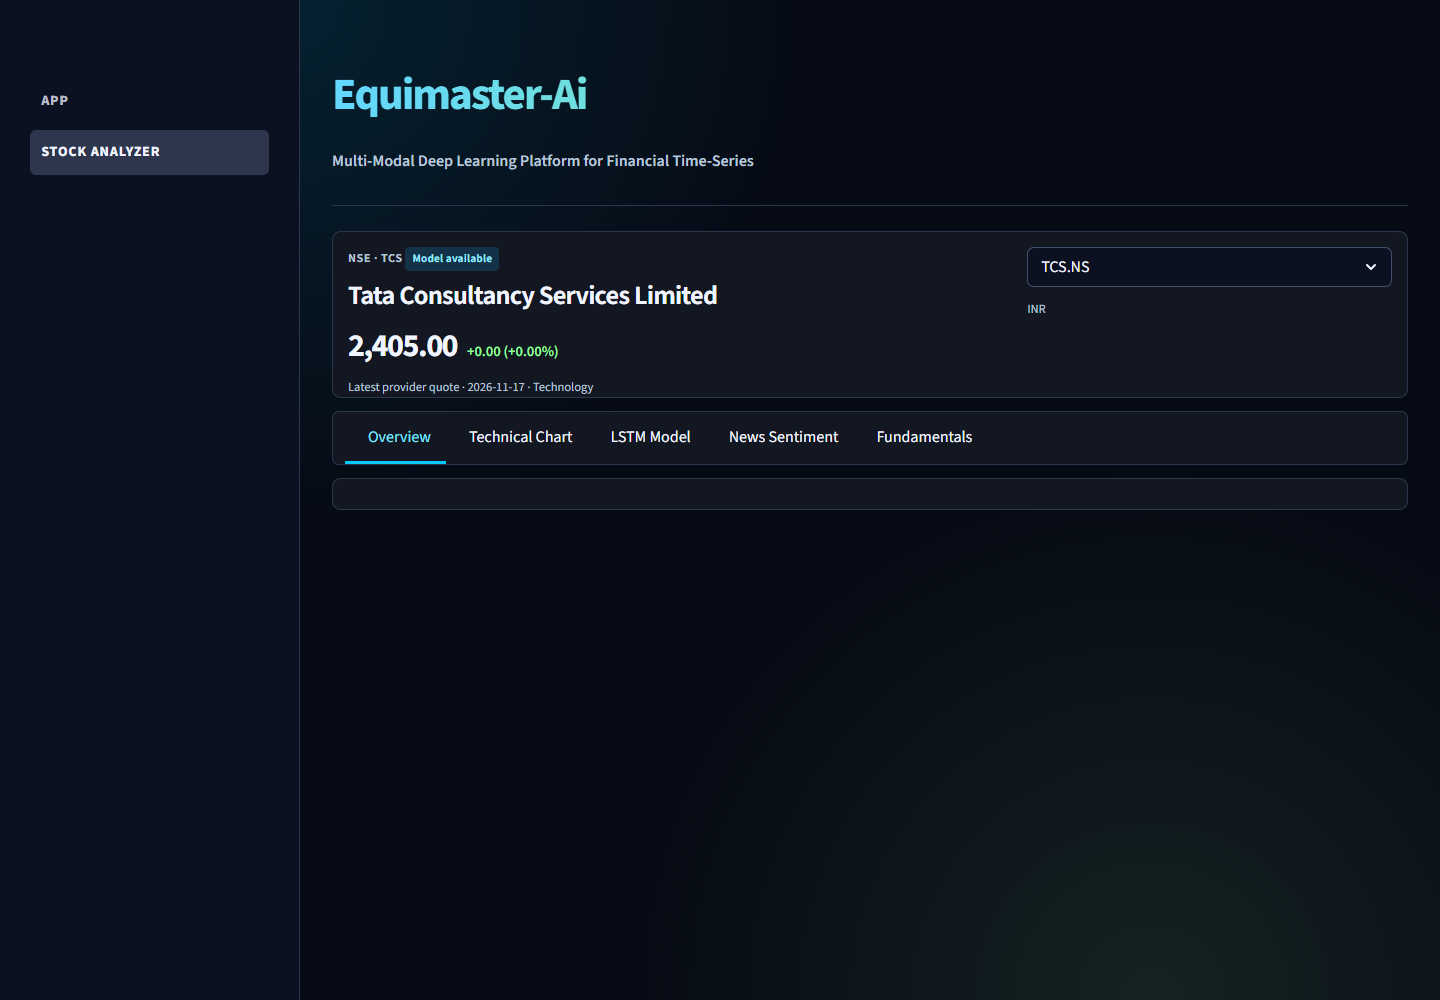 APP
STOCK ANALYZER
Equimaster-Ai
Multi-Modal Deep Learning Platform for Financial Time-Series
NSE · TCS Model available
Tata Consultancy Services Limited
2,405.00 +0.00 (+0.00%)
Latest provider quote · 2026-11-17 · Technology
TCS.NS
INR
Overview Technical Chart LSTM Model News Sentiment Fundamentals